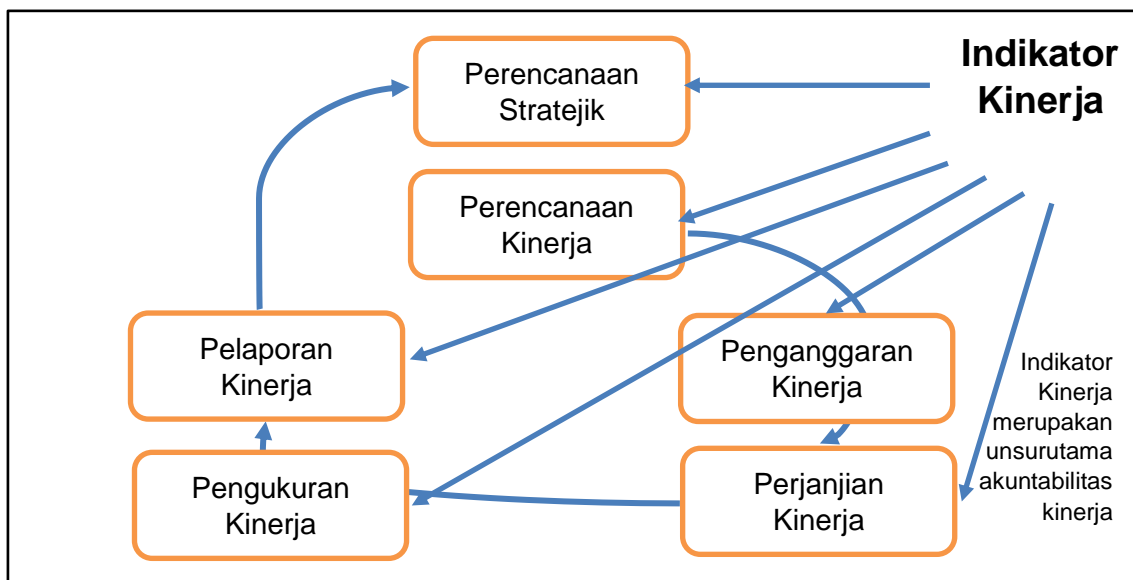 Indikator
Kinerja
Perencanaan
Stratejik
Perencanaan
Kinerja
Pelaporan
Kinerja
Penganggaran
Kinerja
Pengukuran
Kinerja
Perjanjian
Kinerja
Indikator
Kinerja
merupakan
unsurutama
akuntabilitas
kinerja